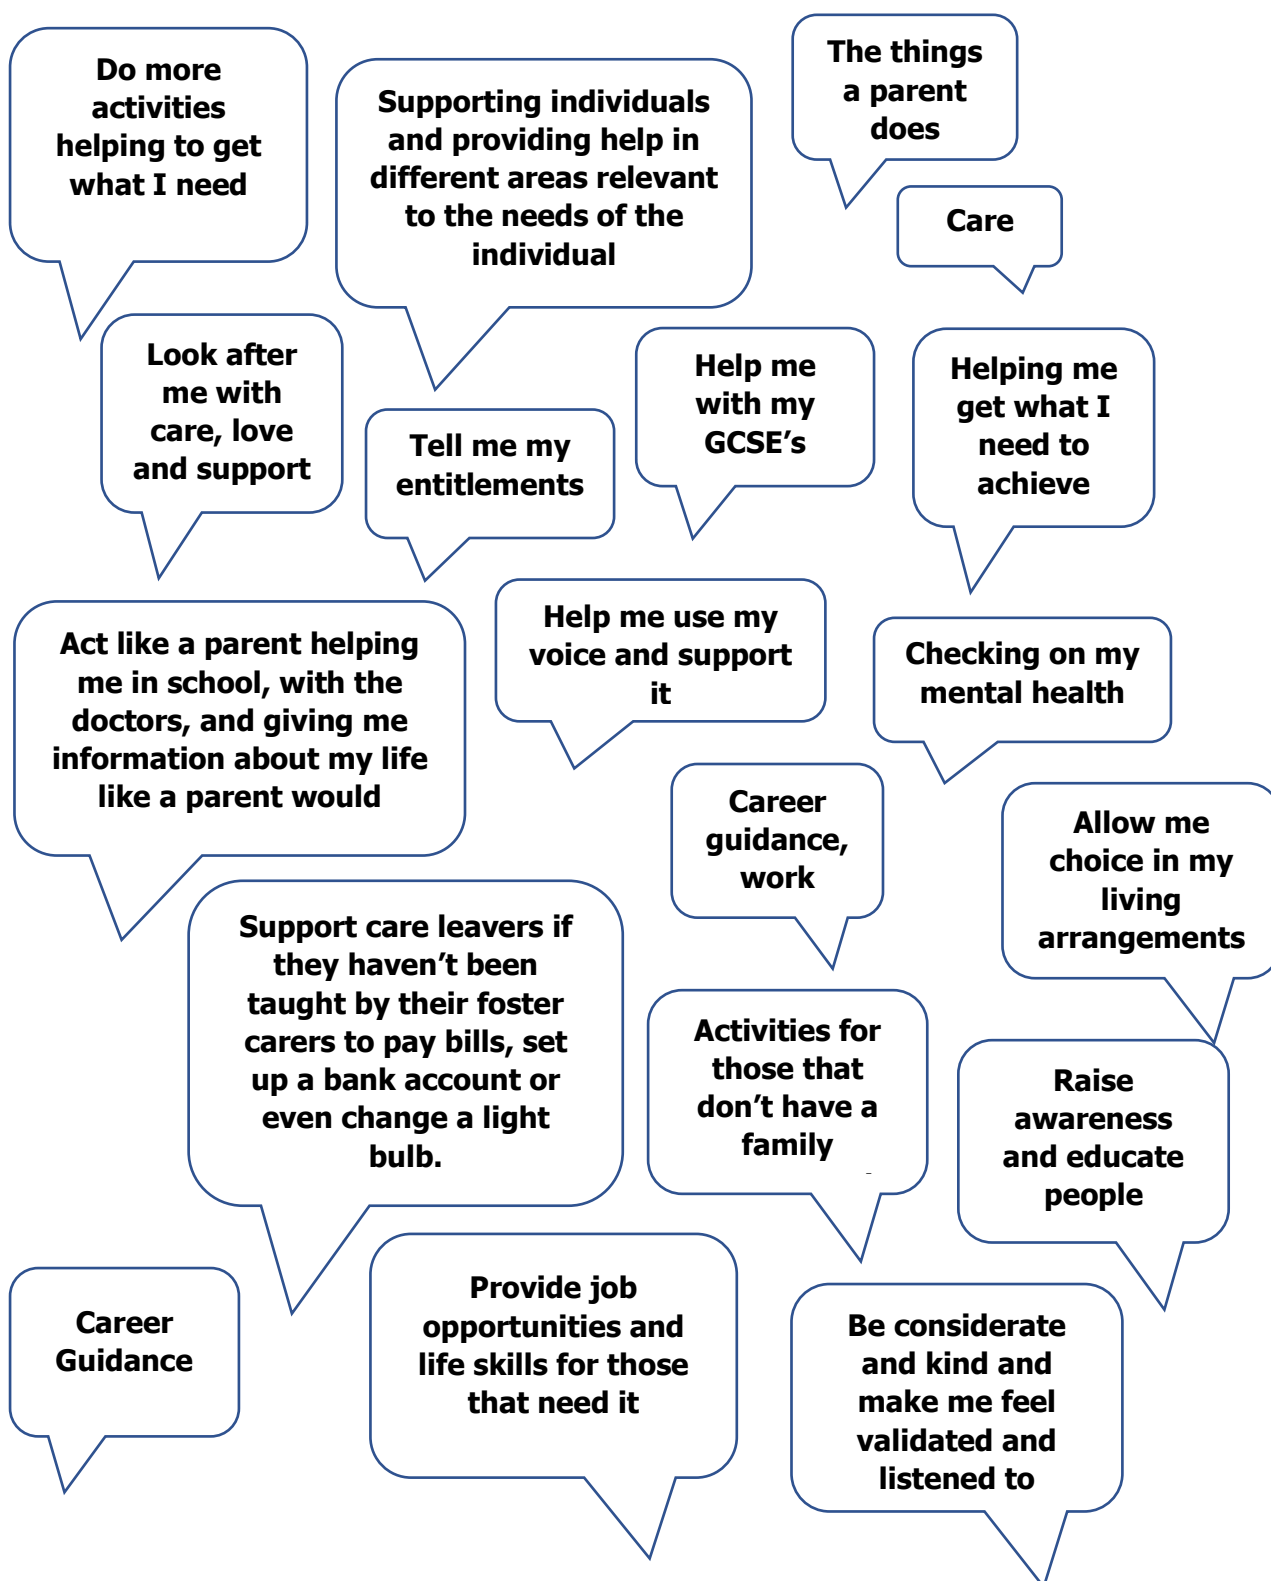 Do more
activities
helping to get
what I need
Supporting individuals
and providing help in
different areas relevant
to the needs of the
individual
The things
a parent
does
Care
Look after
me with
care, love
and support
Tell me my
entitlements
Help me
with my
GCSE’s
Helping me
get what I
need to
achieve
Act like a parent helping
me in school, with the
doctors, and giving me
information about my life
like a parent would
Help me use my
voice and support
it
Checking on my
mental health
Career
guidance,
work
Allow me
choice in my
living
arrangements
Support care leavers if
they haven’t been
taught by their foster
carers to pay bills, set
up a bank account or
even change a light
bulb.
Activities for
those that
don’t have a
family
Raise
awareness
and educate
people
Career
Guidance
Provide job
opportunities and
life skills for those
that need it
Be considerate
and kind and
make me feel
validated and
listened to